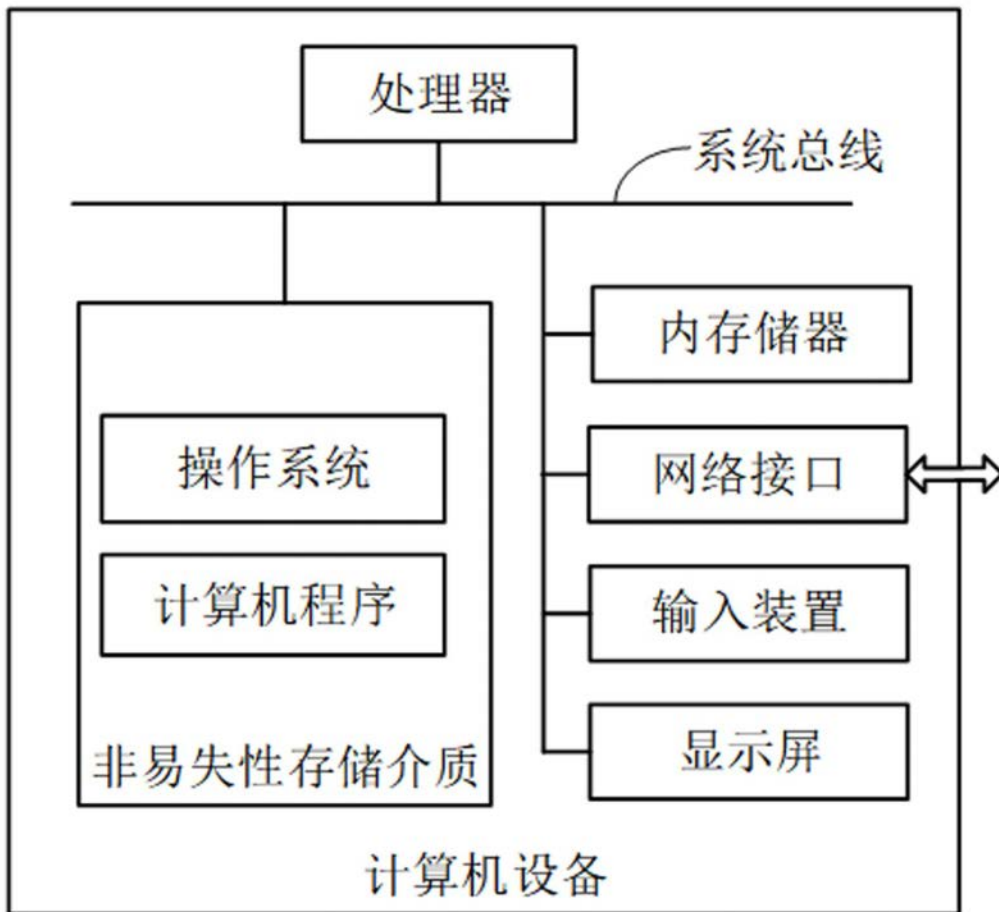 处理器
系统总线
内存储器
操作系统
网络接口
计算机程序
输入装置
非易失性存储介质
显示屏
计算机设备